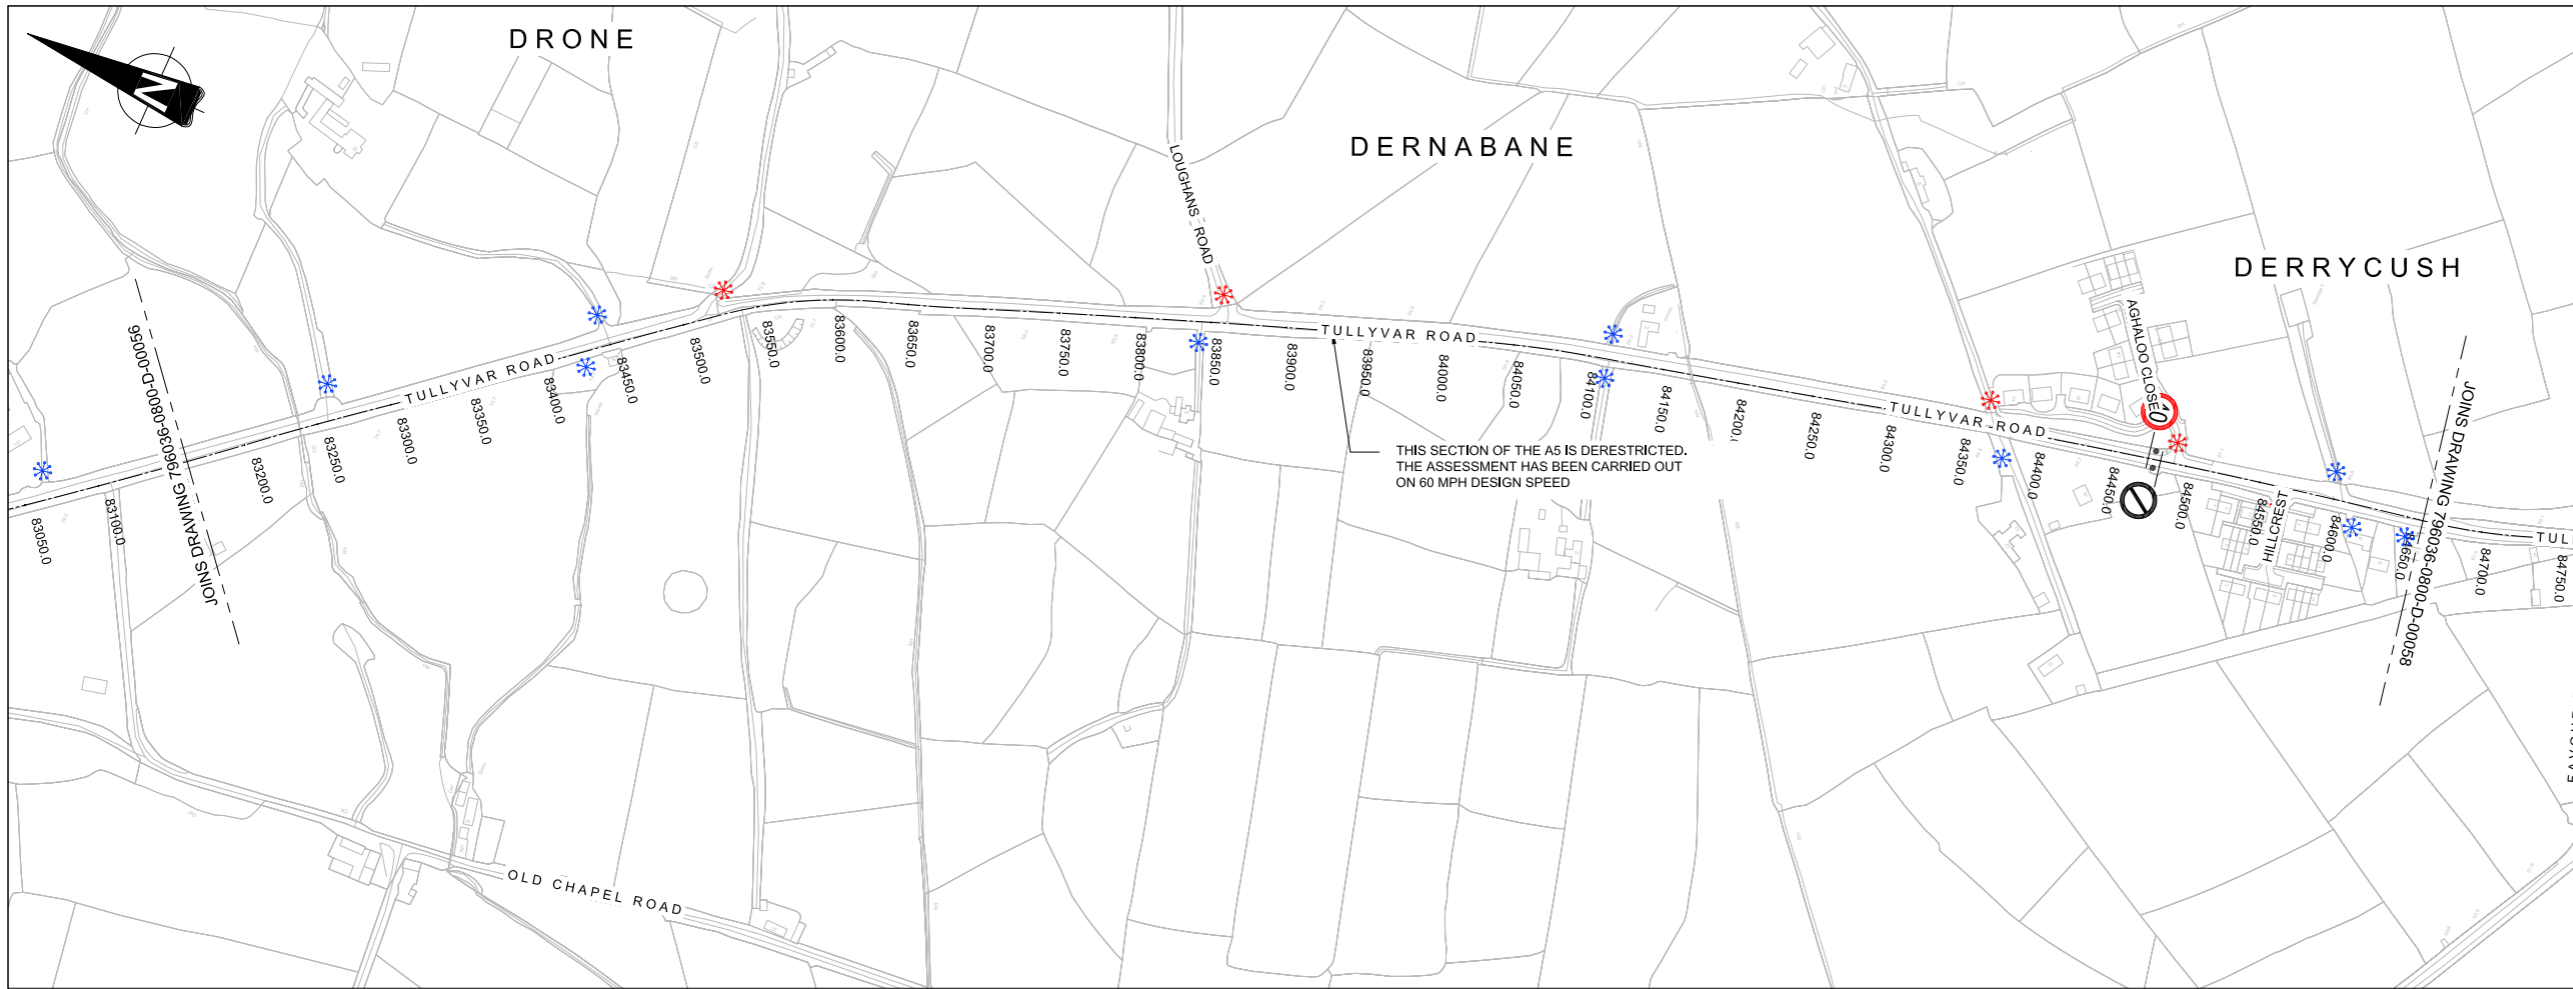 DRONE
N
LOUGHANS ROAD
DERNABANE
DERRYCUSH
AGHALOO CLOSE
JOINS DRAWING 796036-0800-D-00056
TULLYVAR ROAD
TULLYVAR ROAD
TULLYVAR ROAD
TUL
83050.0
83100.0
83200.0
83250.0
83300.0
83350.0
83400.0
83450.0
83500.0
83550.0
83600.0
83650.0
83700.0
83750.0
83800.0
83850.0
83900.0
83950.0
84000.0
84050.0
84100.0
84150.0
84200.0
84250.0
84300.0
84350.0
84400.0
84450.0
84500.0
84550.0
84600.0
84650.0
84700.0
84750.0
THIS SECTION OF THE A5 IS DERESTRICTED.
THE ASSESSMENT HAS BEEN CARRIED OUT
ON 60 MPH DESIGN SPEED
HILLCREST
JOINS DRAWING 796036-0800-D-00058
OLD CHAPEL ROAD